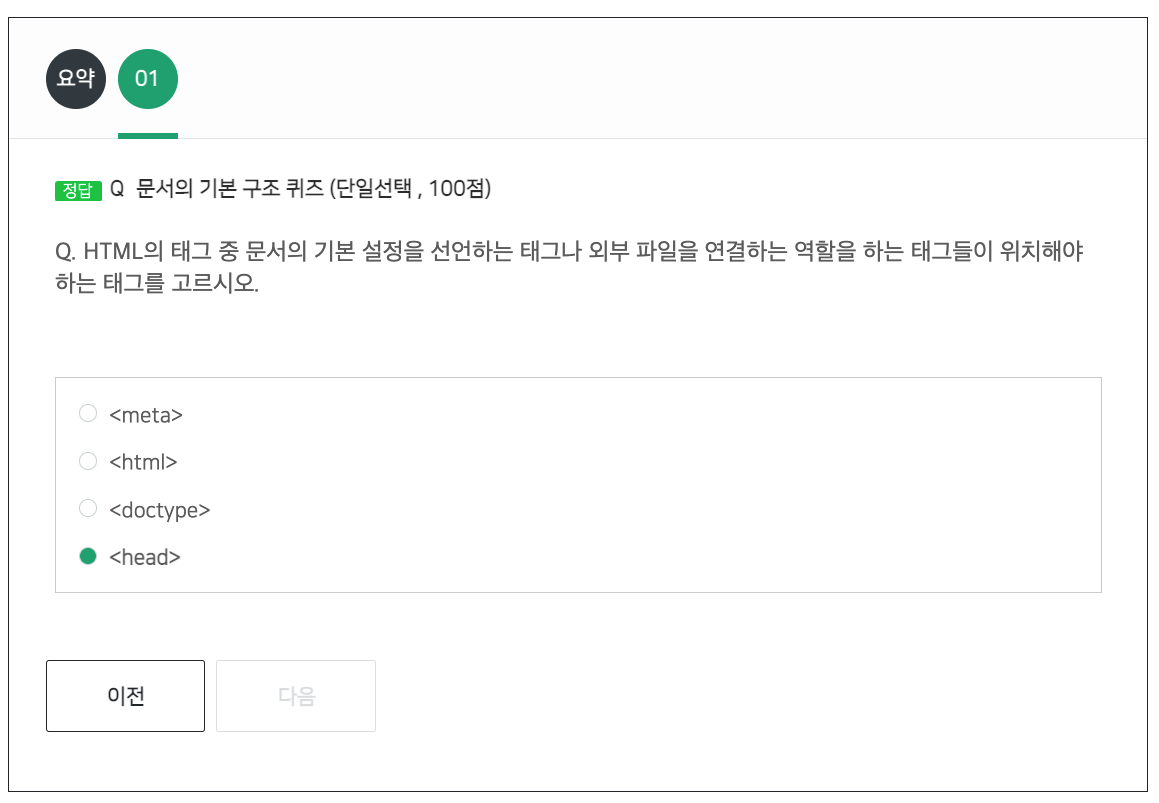 요약 01
정답 Q 문서의 기본 구조 퀴즈 (단일선택 , 100점)
Q. HTML의 태그 중 문서의 기본 설정을 선언하는 태그나 외부 파일을 연결하는 역할을 하는 태그들이 위치해야
하는 태그를 고르시오.
<meta>
<html>
<doctype>
<head>
이전 다음